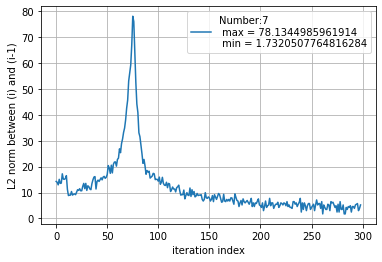 Number:7
max = 78.1344985961914
min = 1.7320507764816284
80
70
60
50
40
30
20
10
0
L2 norm between (i) and (i-1)
0 50 100 150 200 250 300
iteration index